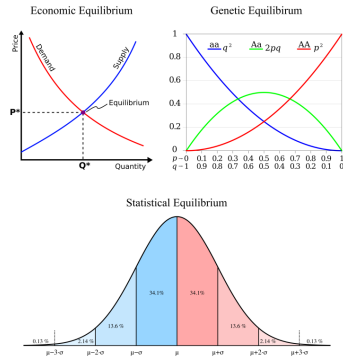 Economic Equilibrium
Price
Demand
Supply
P*
Equilibrium
Q*
Quantity
Genetic Equilibirum
1
0.8
0.6
0.4
0.2
0
aa q² Aa 2pq AA p²
p–0 0.1 0.2 0.3 0.4 0.5 0.6 0.7 0.8 0.9 1
q–1 0.9 0.8 0.7 0.6 0.5 0.4 0.3 0.2 0.1 0
Statistical Equilibrium
34.1% 34.1%
13.6 % 13.6 %
0.13 % 2.14 % 2.14 % 0.13 %
μ−3·σ μ−2·σ μ−σ μ μ+σ μ+2·σ μ+3·σ